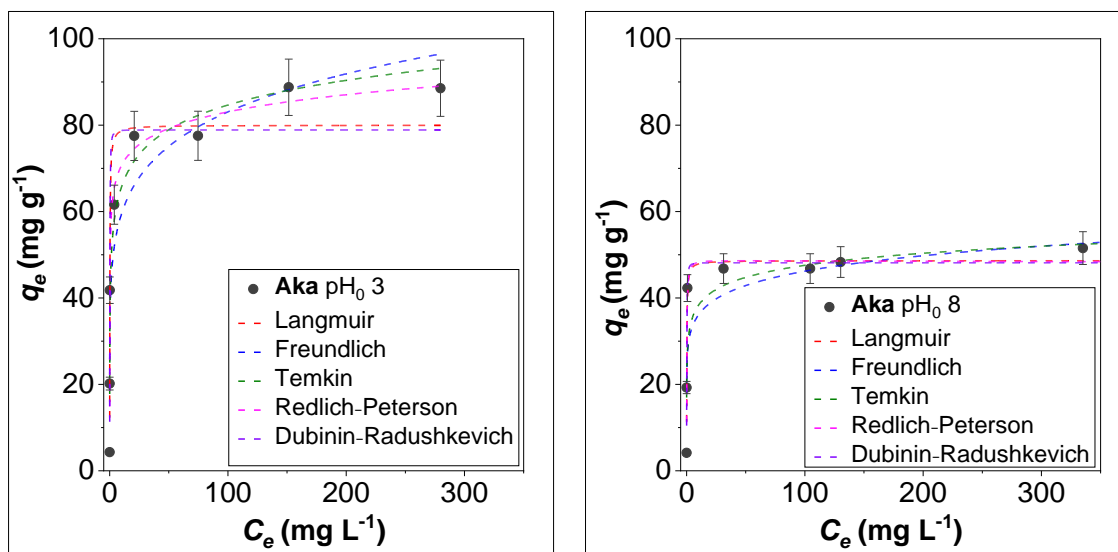 100
80
60
40
20
0
q_e (mg g⁻¹)
Aka pH₀ 3
Langmuir
Freundlich
Temkin
Redlich-Peterson
Dubinin-Radushkevich
0 100 200 300
C_e (mg L⁻¹)
100
80
60
40
20
0
q_e (mg g⁻¹)
Aka pH₀ 8
Langmuir
Freundlich
Temkin
Redlich-Peterson
Dubinin-Radushkevich
0 100 200 300
C_e (mg L⁻¹)